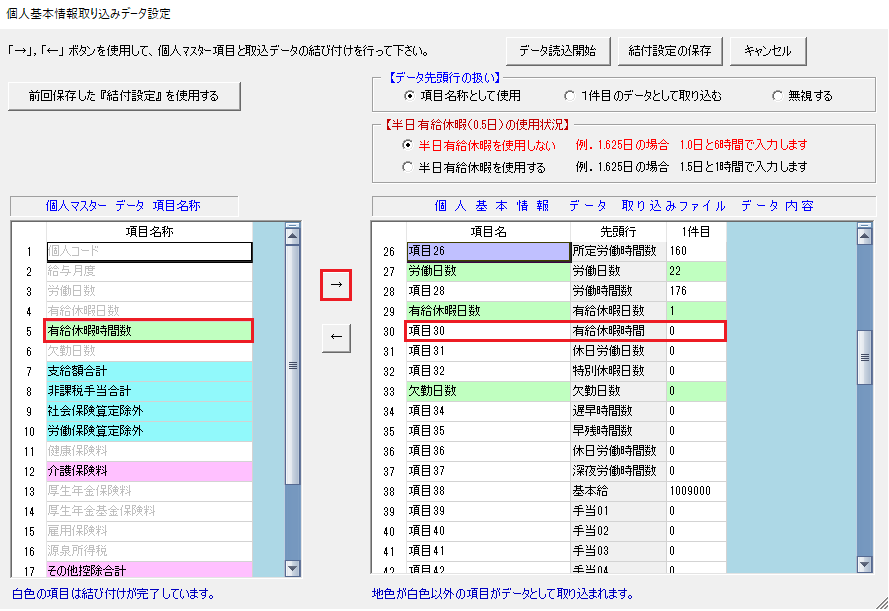 個人基本情報取り込みデータ設定
「→」，「←」 ボタンを使用して、個人マスター項目と取込データの結び付けを行って下さい。
データ読込開始
結付設定の保存
キャンセル
前回保存した『結付設定』を使用する
【データ先頭行の扱い】
項目名称として使用
1件目のデータとして取り込む
無視する
【半日有給休暇（0.5日）の使用状況】
半日有給休暇を使用しない 例．1.625日の場合 1.0日と6時間で入力します
半日有給休暇を使用する 例．1.625日の場合 1.5日と1時間で入力します
個人マスター データ 項目名称
項目名称
1 個人コード
2 給与月度
3 労働日数
4 有給休暇日数
5 有給休暇時間数
6 欠勤日数
7 支給額合計
8 非課税手当合計
9 社会保険算定除外
10 労働保険算定除外
11 健康保険料
12 介護保険料
13 厚生年金保険料
14 厚生年金基金保険料
15 雇用保険料
16 源泉所得税
17 その他控除合計
→
←
個 人 基 本 情 報 データ 取り込みファイル データ 内 容
項目名 先頭行 1件目
26 項目26 所定労働時間数 160
27 労働日数 労働日数 22
28 項目28 労働時間数 176
29 有給休暇日数 有給休暇日数 1
30 項目30 有給休暇時間 0
31 項目31 休日労働日数 0
32 項目32 特別休暇日数 0
33 欠勤日数 欠勤日数 0
34 項目34 遅早時間数 0
35 項目35 早残時間数 0
36 項目36 休日労働時間数 0
37 項目37 深夜労働時間数 0
38 項目38 基本給 1009000
39 項目39 手当01 0
40 項目40 手当02 0
41 項目41 手当03 0
42 項目42 手当04 0
白色の項目は結び付けが完了しています。
地色が白色以外の項目がデータとして取り込まれます。